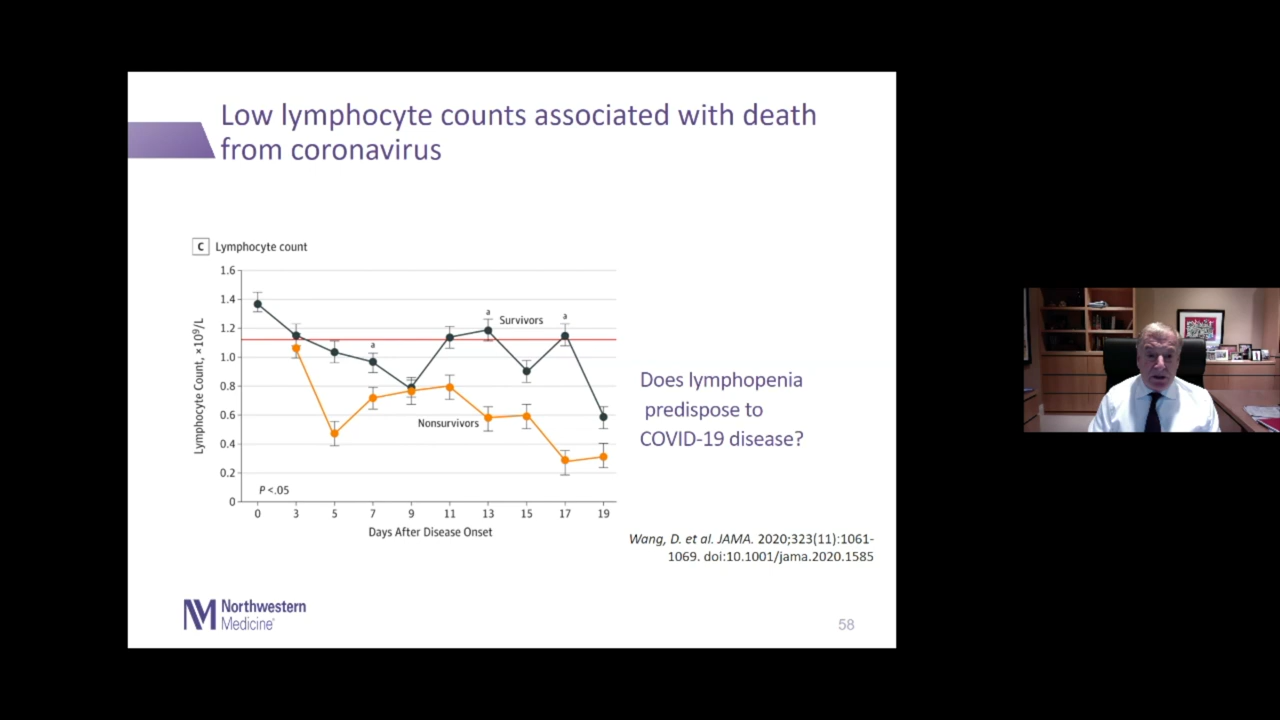 Low lymphocyte counts associated with death
from coronavirus
C Lymphocyte count
1.6
1.4
1.2
1.0
0.8
0.6
0.4
0.2
0
Lymphocyte Count, ×10⁹/L
a
a
a
Survivors
Nonsurvivors
P <.05
0 3 5 7 9 11 13 15 17 19
Days After Disease Onset
Does lymphopenia
predispose to
COVID-19 disease?
Wang, D. et al. JAMA. 2020;323(11):1061-
1069. doi:10.1001/jama.2020.1585
NM
Northwestern
Medicine®
58